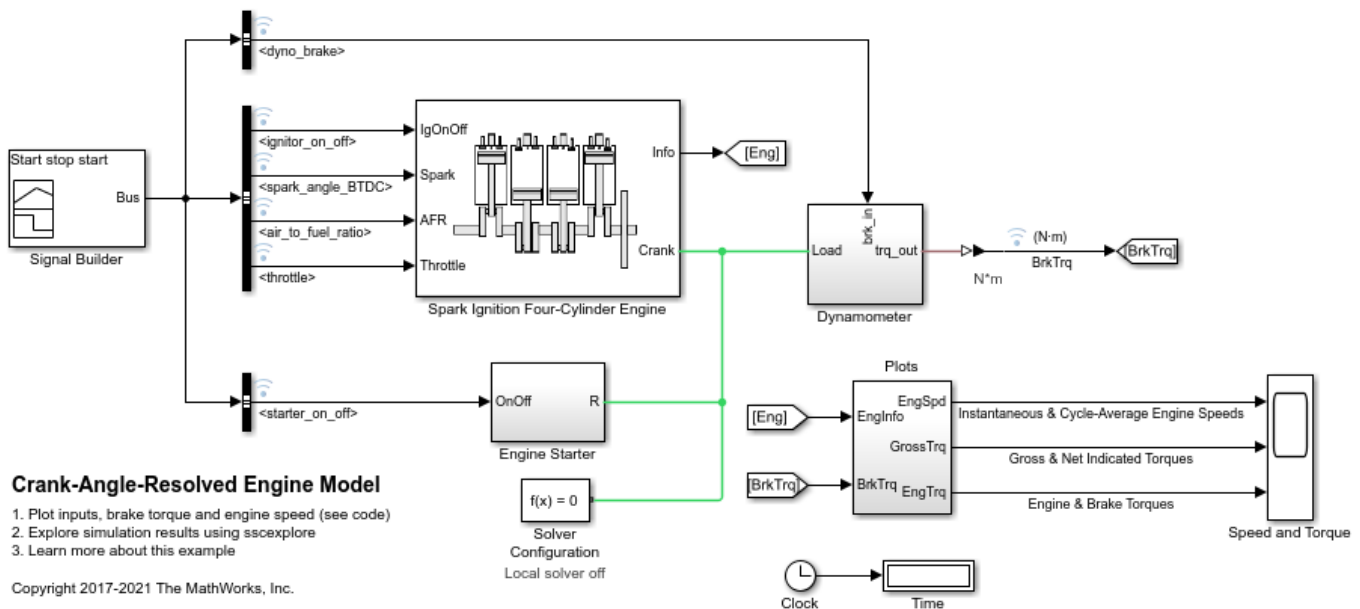 <dyno_brake>
Start stop start
Bus
Signal Builder
<ignitor_on_off>
<spark_angle_BTDC>
<air_to_fuel_ratio>
<throttle>
IgOnOff
Spark
AFR
Throttle
Info
Crank
Spark Ignition Four-Cylinder Engine
[Eng]
brk_in
Load
trq_out
Dynamometer
N*m
(N·m)
BrkTrq
[BrkTrq]
<starter_on_off>
OnOff
R
Engine Starter
f(x) = 0
Solver
Configuration
Local solver off
Plots
[Eng]
[BrkTrq]
EngInfo
BrkTrq
EngSpd
GrossTrq
EngTrq
Instantaneous & Cycle-Average Engine Speeds
Gross & Net Indicated Torques
Engine & Brake Torques
Speed and Torque
Clock
Time
Crank-Angle-Resolved Engine Model
1. Plot inputs, brake torque and engine speed (see code)
2. Explore simulation results using sscexplore
3. Learn more about this example
Copyright 2017-2021 The MathWorks, Inc.